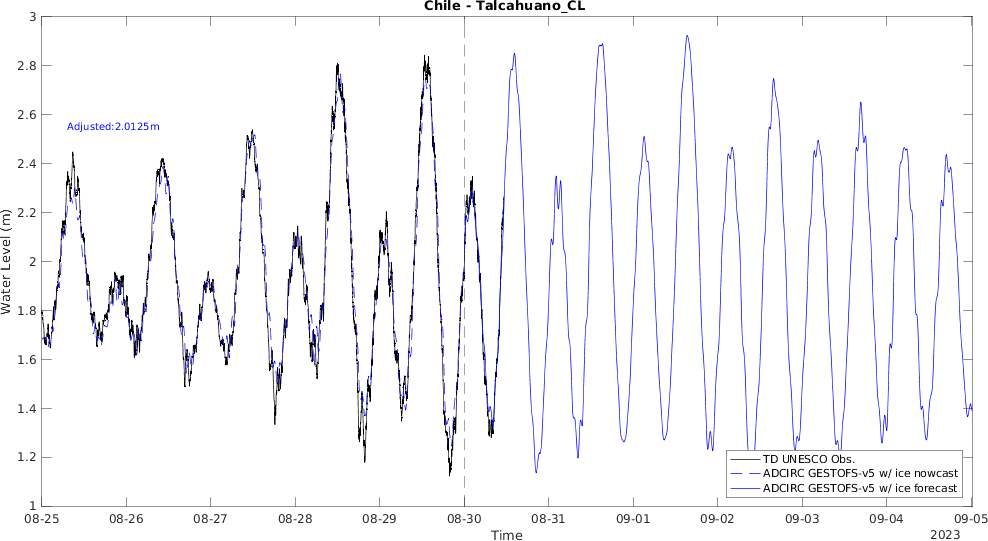 Chile - Talcahuano_CL
3
2.8
2.6
2.4
2.2
2
1.8
1.6
1.4
1.2
1
Water Level (m)
Adjusted:2.0125m
TD UNESCO Obs.
ADCIRC GESTOFS-v5 w/ ice nowcast
ADCIRC GESTOFS-v5 w/ ice forecast
08-25 08-26 08-27 08-28 08-29 08-30 08-31 09-01 09-02 09-03 09-04 09-05
Time
2023